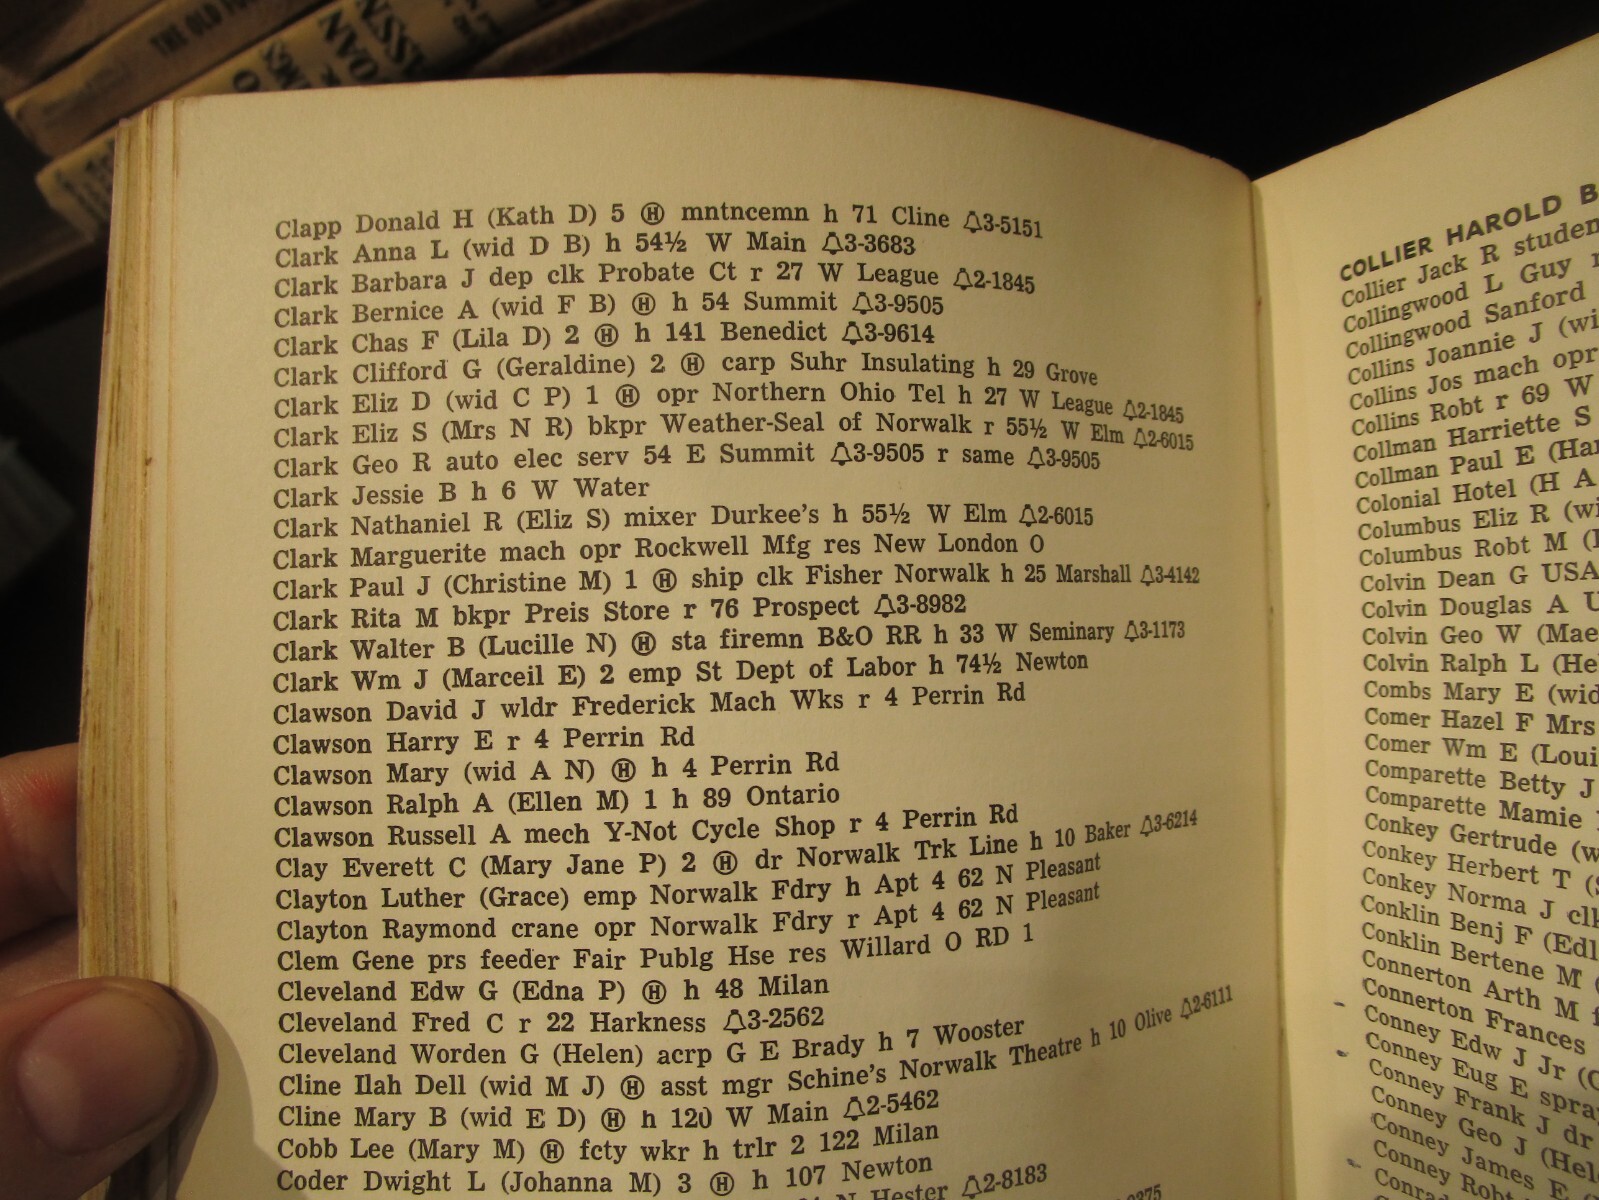 THE OLD
Clapp Donald H (Kath D) 5 Ⓗ mntncemn h 71 Cline 🔔3-5151
Clark Anna L (wid D B) h 54½ W Main 🔔3-3683
Clark Barbara J dep clk Probate Ct r 27 W League 🔔2-1845
Clark Bernice A (wid F B) Ⓗ h 54 Summit 🔔3-9505
Clark Chas F (Lila D) 2 Ⓗ h 141 Benedict 🔔3-9614
Clark Clifford G (Geraldine) 2 Ⓗ carp Suhr Insulating h 29 Grove
Clark Eliz D (wid C P) 1 Ⓗ opr Northern Ohio Tel h 27 W League 🔔2-1845
Clark Eliz S (Mrs N R) bkpr Weather-Seal of Norwalk r 55½ W Elm 🔔2-6015
Clark Geo R auto elec serv 54 E Summit 🔔3-9505 r same 🔔3-9505
Clark Jessie B h 6 W Water
Clark Nathaniel R (Eliz S) mixer Durkee's h 55½ W Elm 🔔2-6015
Clark Marguerite mach opr Rockwell Mfg res New London O
Clark Paul J (Christine M) 1 Ⓗ ship clk Fisher Norwalk h 25 Marshall 🔔3-4142
Clark Rita M bkpr Preis Store r 76 Prospect 🔔3-8982
Clark Walter B (Lucille N) Ⓗ sta firemn B&O RR h 33 W Seminary 🔔3-1173
Clark Wm J (Marceil E) 2 emp St Dept of Labor h 74½ Newton
Clawson David J wldr Frederick Mach Wks r 4 Perrin Rd
Clawson Harry E r 4 Perrin Rd
Clawson Mary (wid A N) Ⓗ h 4 Perrin Rd
Clawson Ralph A (Ellen M) 1 h 89 Ontario
Clawson Russell A mech Y-Not Cycle Shop r 4 Perrin Rd
Clay Everett C (Mary Jane P) 2 Ⓗ dr Norwalk Trk Line h 10 Baker 🔔3-6214
Clayton Luther (Grace) emp Norwalk Fdry h Apt 4 62 N Pleasant
Clayton Raymond crane opr Norwalk Fdry r Apt 4 62 N Pleasant
Clem Gene prs feeder Fair Publg Hse res Willard O RD 1
Cleveland Edw G (Edna P) Ⓗ h 48 Milan
Cleveland Fred C r 22 Harkness 🔔3-2562
Cleveland Worden G (Helen) acrp G E Brady h 7 Wooster
Cline Ilah Dell (wid M J) Ⓗ asst mgr Schine's Norwalk Theatre h 10 Olive 🔔2-6111
Cline Mary B (wid E D) Ⓗ h 120 W Main 🔔2-5462
Cobb Lee (Mary M) Ⓗ fcty wkr h trlr 2 122 Milan
Coder Dwight L (Johanna M) 3 Ⓗ h 107 Newton
N Hester 🔔2-8183
COLLIER HAROLD B
Collier Jack R studen
Collingwood L Guy
Collingwood Sanford
Collins Joannie J (wi
Collins Jos mach opr
Collins Robt r 69 W
Collman Harriette S
Collman Paul E (Har
Colonial Hotel (H A
Columbus Eliz R (wi
Columbus Robt M (
Colvin Dean G USA
Colvin Douglas A U
Colvin Geo W (Mae
Colvin Ralph L (He
Combs Mary E (wid
Comer Hazel F Mrs
Comer Wm E (Loui
Comparette Betty J
Comparette Mamie
Conkey Gertrude (w
Conkey Herbert T (
Conkey Norma J cl
Conklin Benj F (Edl
Conklin Bertene M (
Connerton Arth M f
Connerton Frances
Conney Edw J Jr (
Conney Eug E spra
Conney Frank J dr
Conney Geo J (Hel
Conney James E (
Conney Robt
Conra